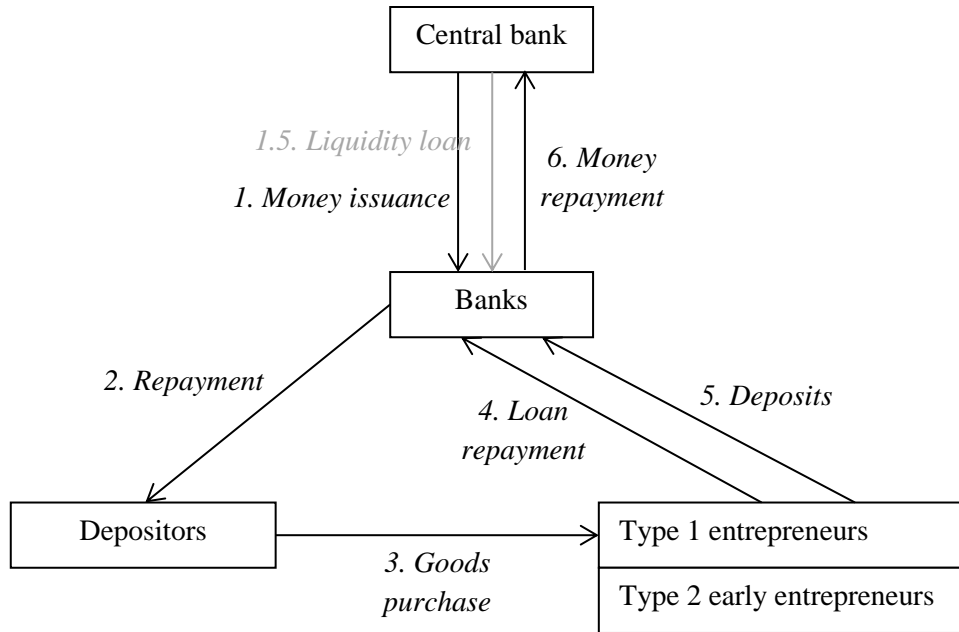 Central bank
1.5. Liquidity loan
1. Money issuance
6. Money
repayment
Banks
2. Repayment
4. Loan
repayment
5. Deposits
Depositors
3. Goods
purchase
Type 1 entrepreneurs
Type 2 early entrepreneurs